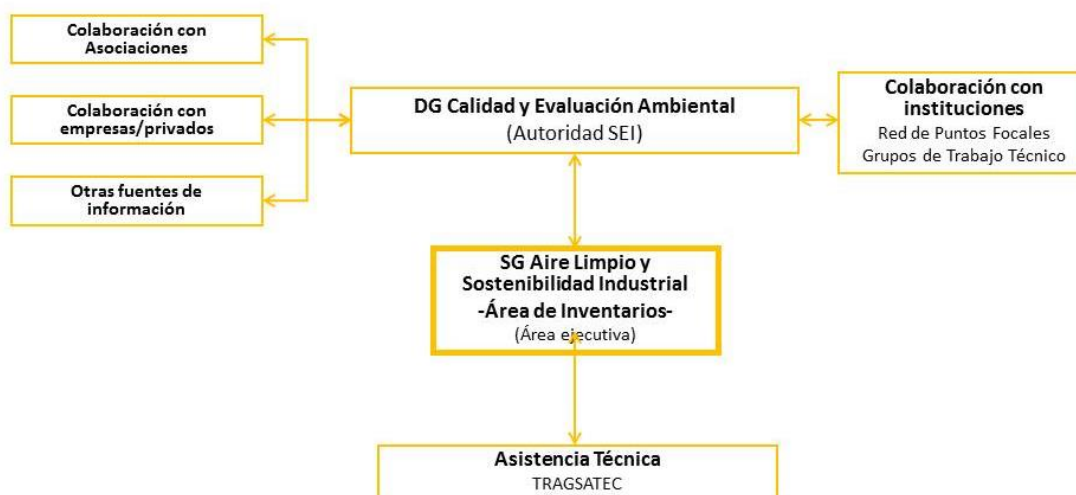 Colaboración con
Asociaciones
Colaboración con
empresas/privados
Otras fuentes de
información
DG Calidad y Evaluación Ambiental
(Autoridad SEI)
Colaboración con
instituciones
Red de Puntos Focales
Grupos de Trabajo Técnico
SG Aire Limpio y
Sostenibilidad Industrial
-Área de Inventarios-
(Área ejecutiva)
Asistencia Técnica
TRAGSATEC